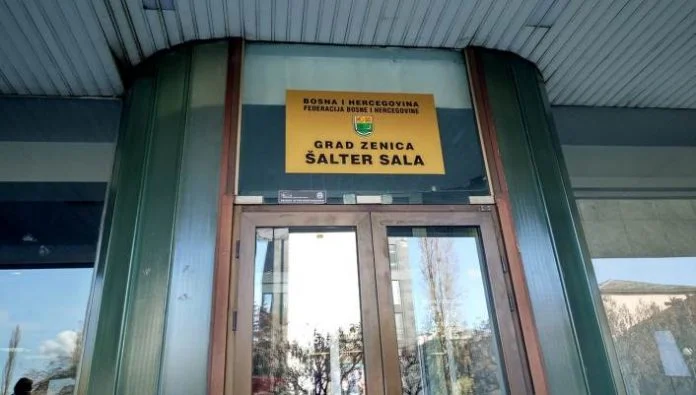 BOSNA I HERCEGOVINA
FEDERACIJA BOSNE I HERCEGOVINE
GRAD ZENICA
ŠALTER SALA